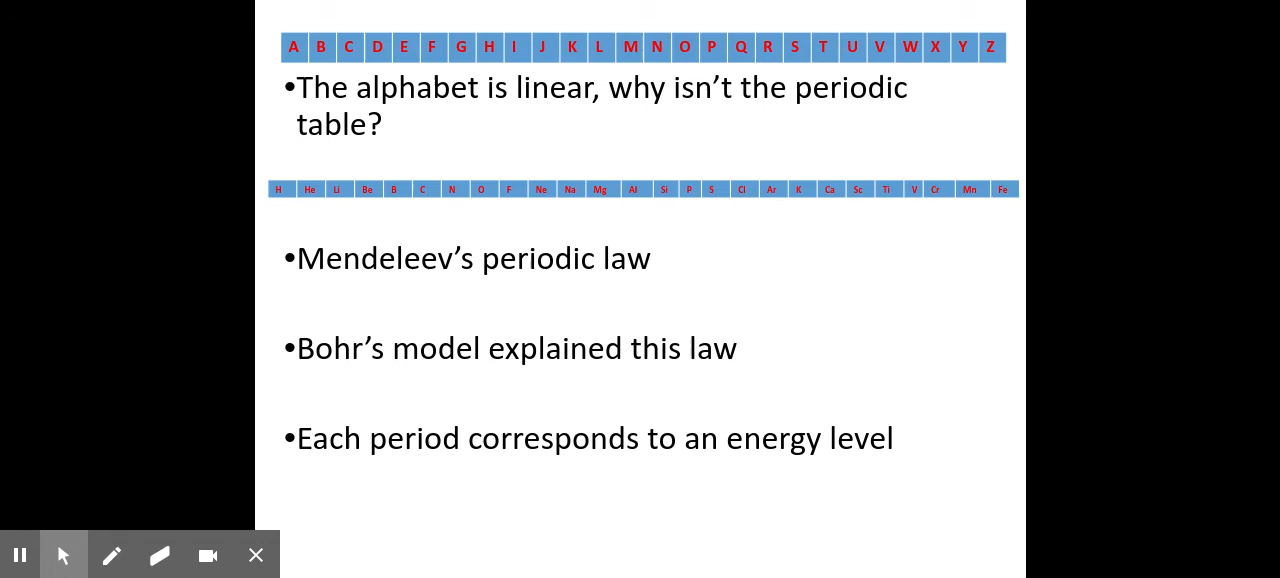 A B C D E F G H I J K L M N O P Q R S T U V W X Y Z
•The alphabet is linear, why isn’t the periodic
table?
H He Li Be B C N O F Ne Na Mg Al Si P S Cl Ar K Ca Sc Ti V Cr Mn Fe
•Mendeleev’s periodic law
•Bohr’s model explained this law
•Each period corresponds to an energy level